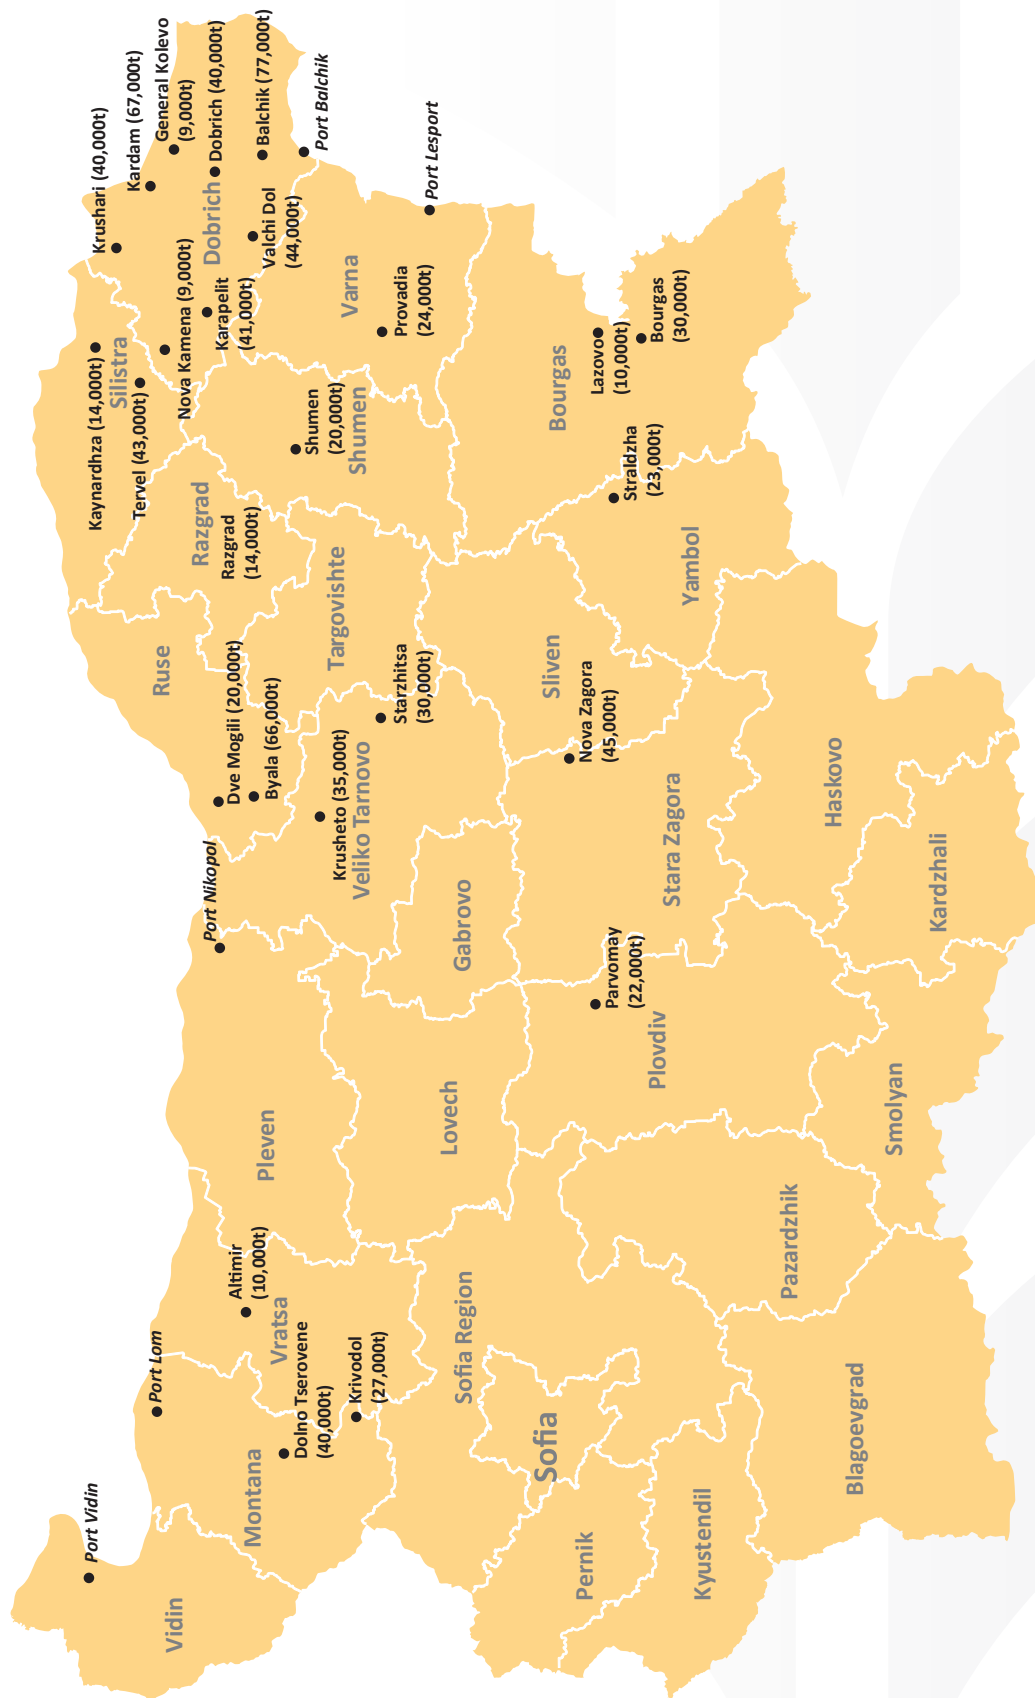 Port Vidin
Vidin
Port Lom
Montana
Dolno Tserovene
(40,000t)
Krivodol
(27,000t)
Altimir
(10,000t)
Vratsa
Pleven
Port Nikopol
Lovech
Sofia Region
Sofia
Pernik
Kyustendil
Blagoevgrad
Pazardzhik
Plovdiv
Parvomay
(22,000t)
Smolyan
Kardzhali
Haskovo
Stara Zagora
Gabrovo
Krusheto (35,000t)
Veliko Tarnovo
Dve Mogili (20,000t)
Byala (66,000t)
Ruse
Starzhitsa
(30,000t)
Targovishte
Nova Zagora
(45,000t)
Sliven
Yambol
Straldzha
(23,000t)
Razgrad
Razgrad
(14,000t)
Kaynardhza (14,000t)
Silistra
Tervel (43,000t)
Nova Kamena (9,000t)
Karapelit
(41,000t)
Shumen
(20,000t)
Shumen
Krushari (40,000t)
Kardam (67,000t)
General Kolevo
(9,000t)
Dobrich (40,000t)
Dobrich
Balchik (77,000t)
Port Balchik
Valchi Dol
(44,000t)
Varna
Provadia
(24,000t)
Port Lesport
Bourgas
Lazovo
(10,000t)
Bourgas
(30,000t)